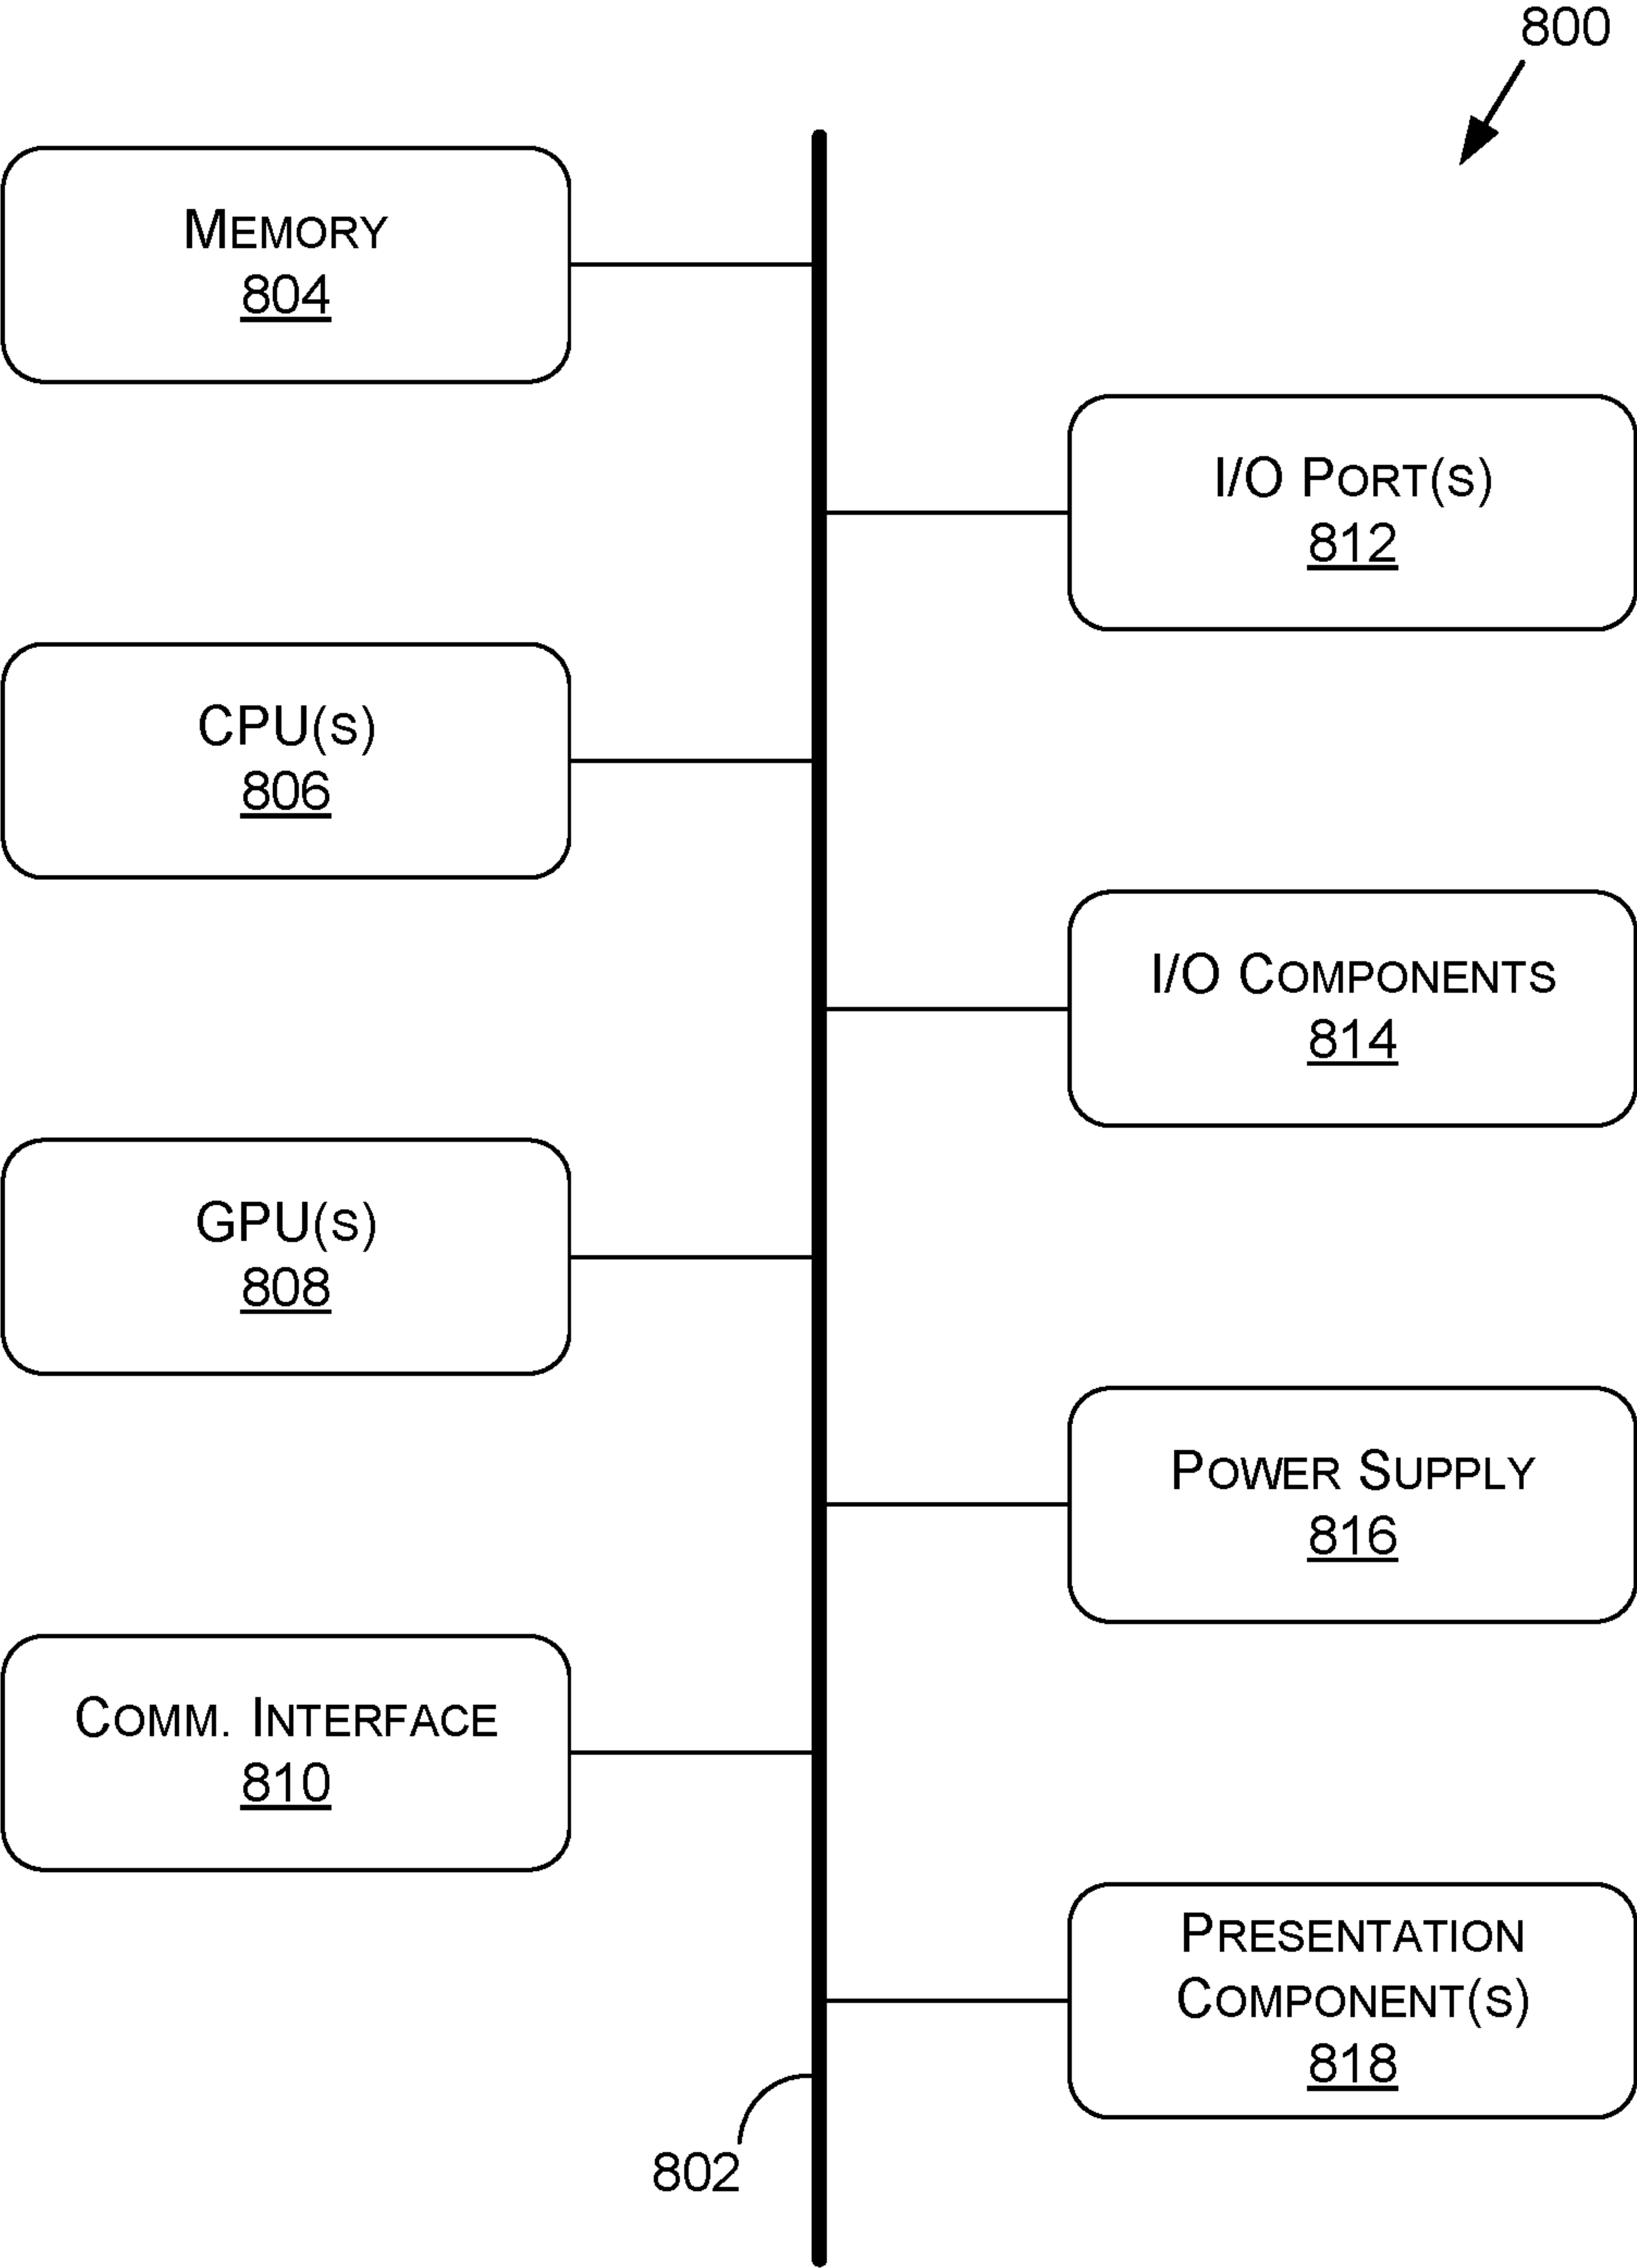 800
MEMORY
804
I/O PORT(S)
812
CPU(S)
806
I/O COMPONENTS
814
GPU(S)
808
POWER SUPPLY
816
COMM. INTERFACE
810
PRESENTATION
COMPONENT(S)
818
802